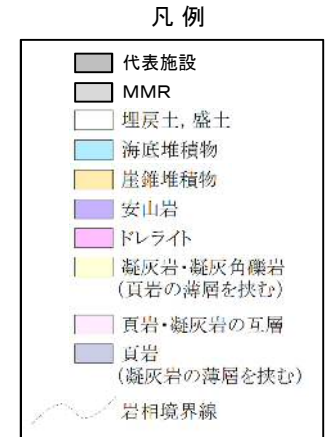 凡 例
代表施設
MMR
埋戻土, 盛土
海底堆積物
崖錐堆積物
安山岩
ドレライト
凝灰岩・凝灰角礫岩
(頁岩の薄層を挟む)
頁岩・凝灰岩の互層
頁岩
(凝灰岩の薄層を挟む)
岩相境界線